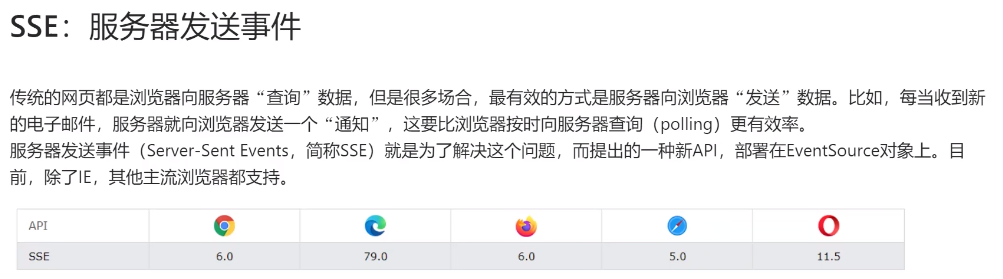 SSE：服务器发送事件
传统的网页都是浏览器向服务器“查询”数据，但是很多场合，最有效的方式是服务器向浏览器“发送”数据。比如，每当收到新
的电子邮件，服务器就向浏览器发送一个“通知”，这要比浏览器按时向服务器查询（polling）更有效率。
服务器发送事件（Server-Sent Events，简称SSE）就是为了解决这个问题，而提出的一种新API，部署在EventSource对象上。目
前，除了IE，其他主流浏览器都支持。
API
SSE 6.0 79.0 6.0 5.0 11.5